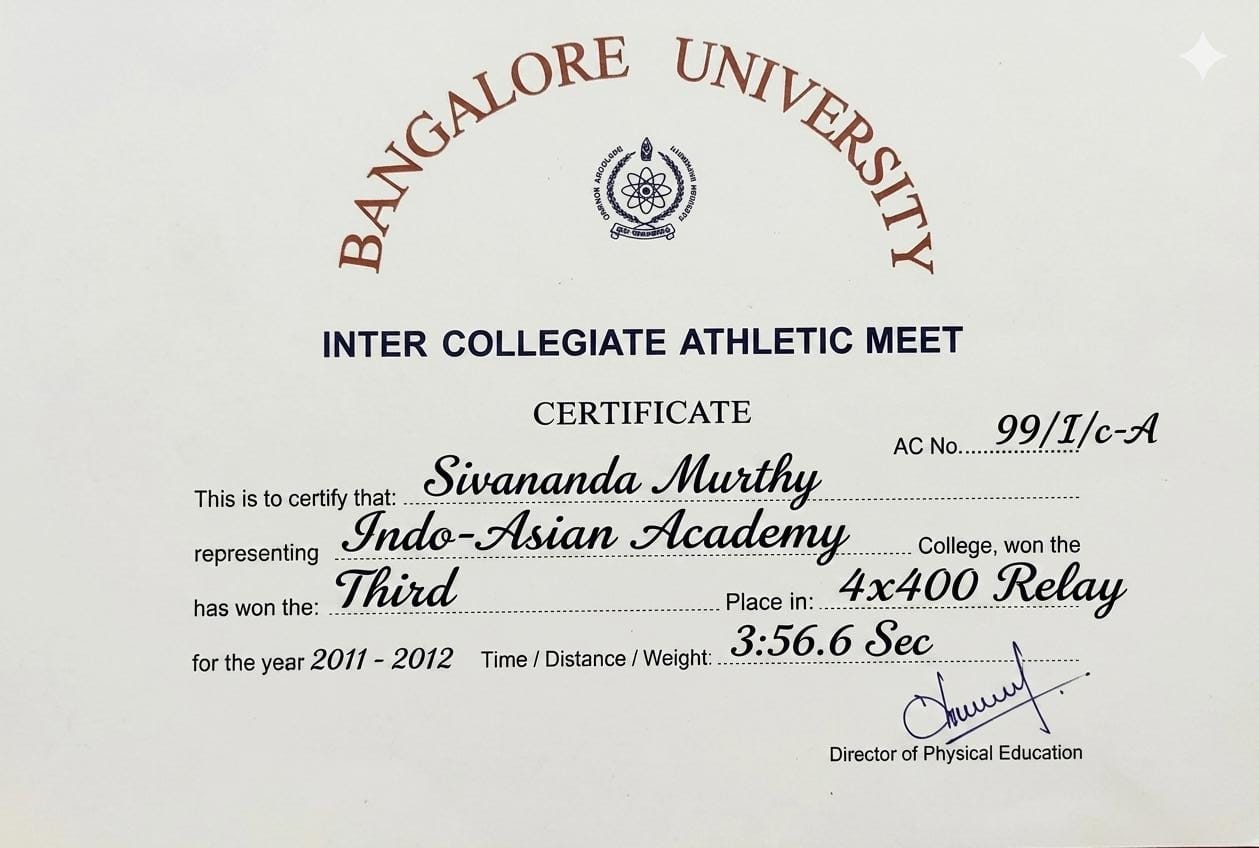 BANGALORE UNIVERSITY
INTER COLLEGIATE ATHLETIC MEET
CERTIFICATE
AC No. 99/I/c-A
This is to certify that: Sivananda Murthy
representing Indo-Asian Academy College, won the
has won the: Third Place in: 4x400 Relay
for the year 2011 - 2012 Time / Distance / Weight: 3:56.6 Sec
Director of Physical Education